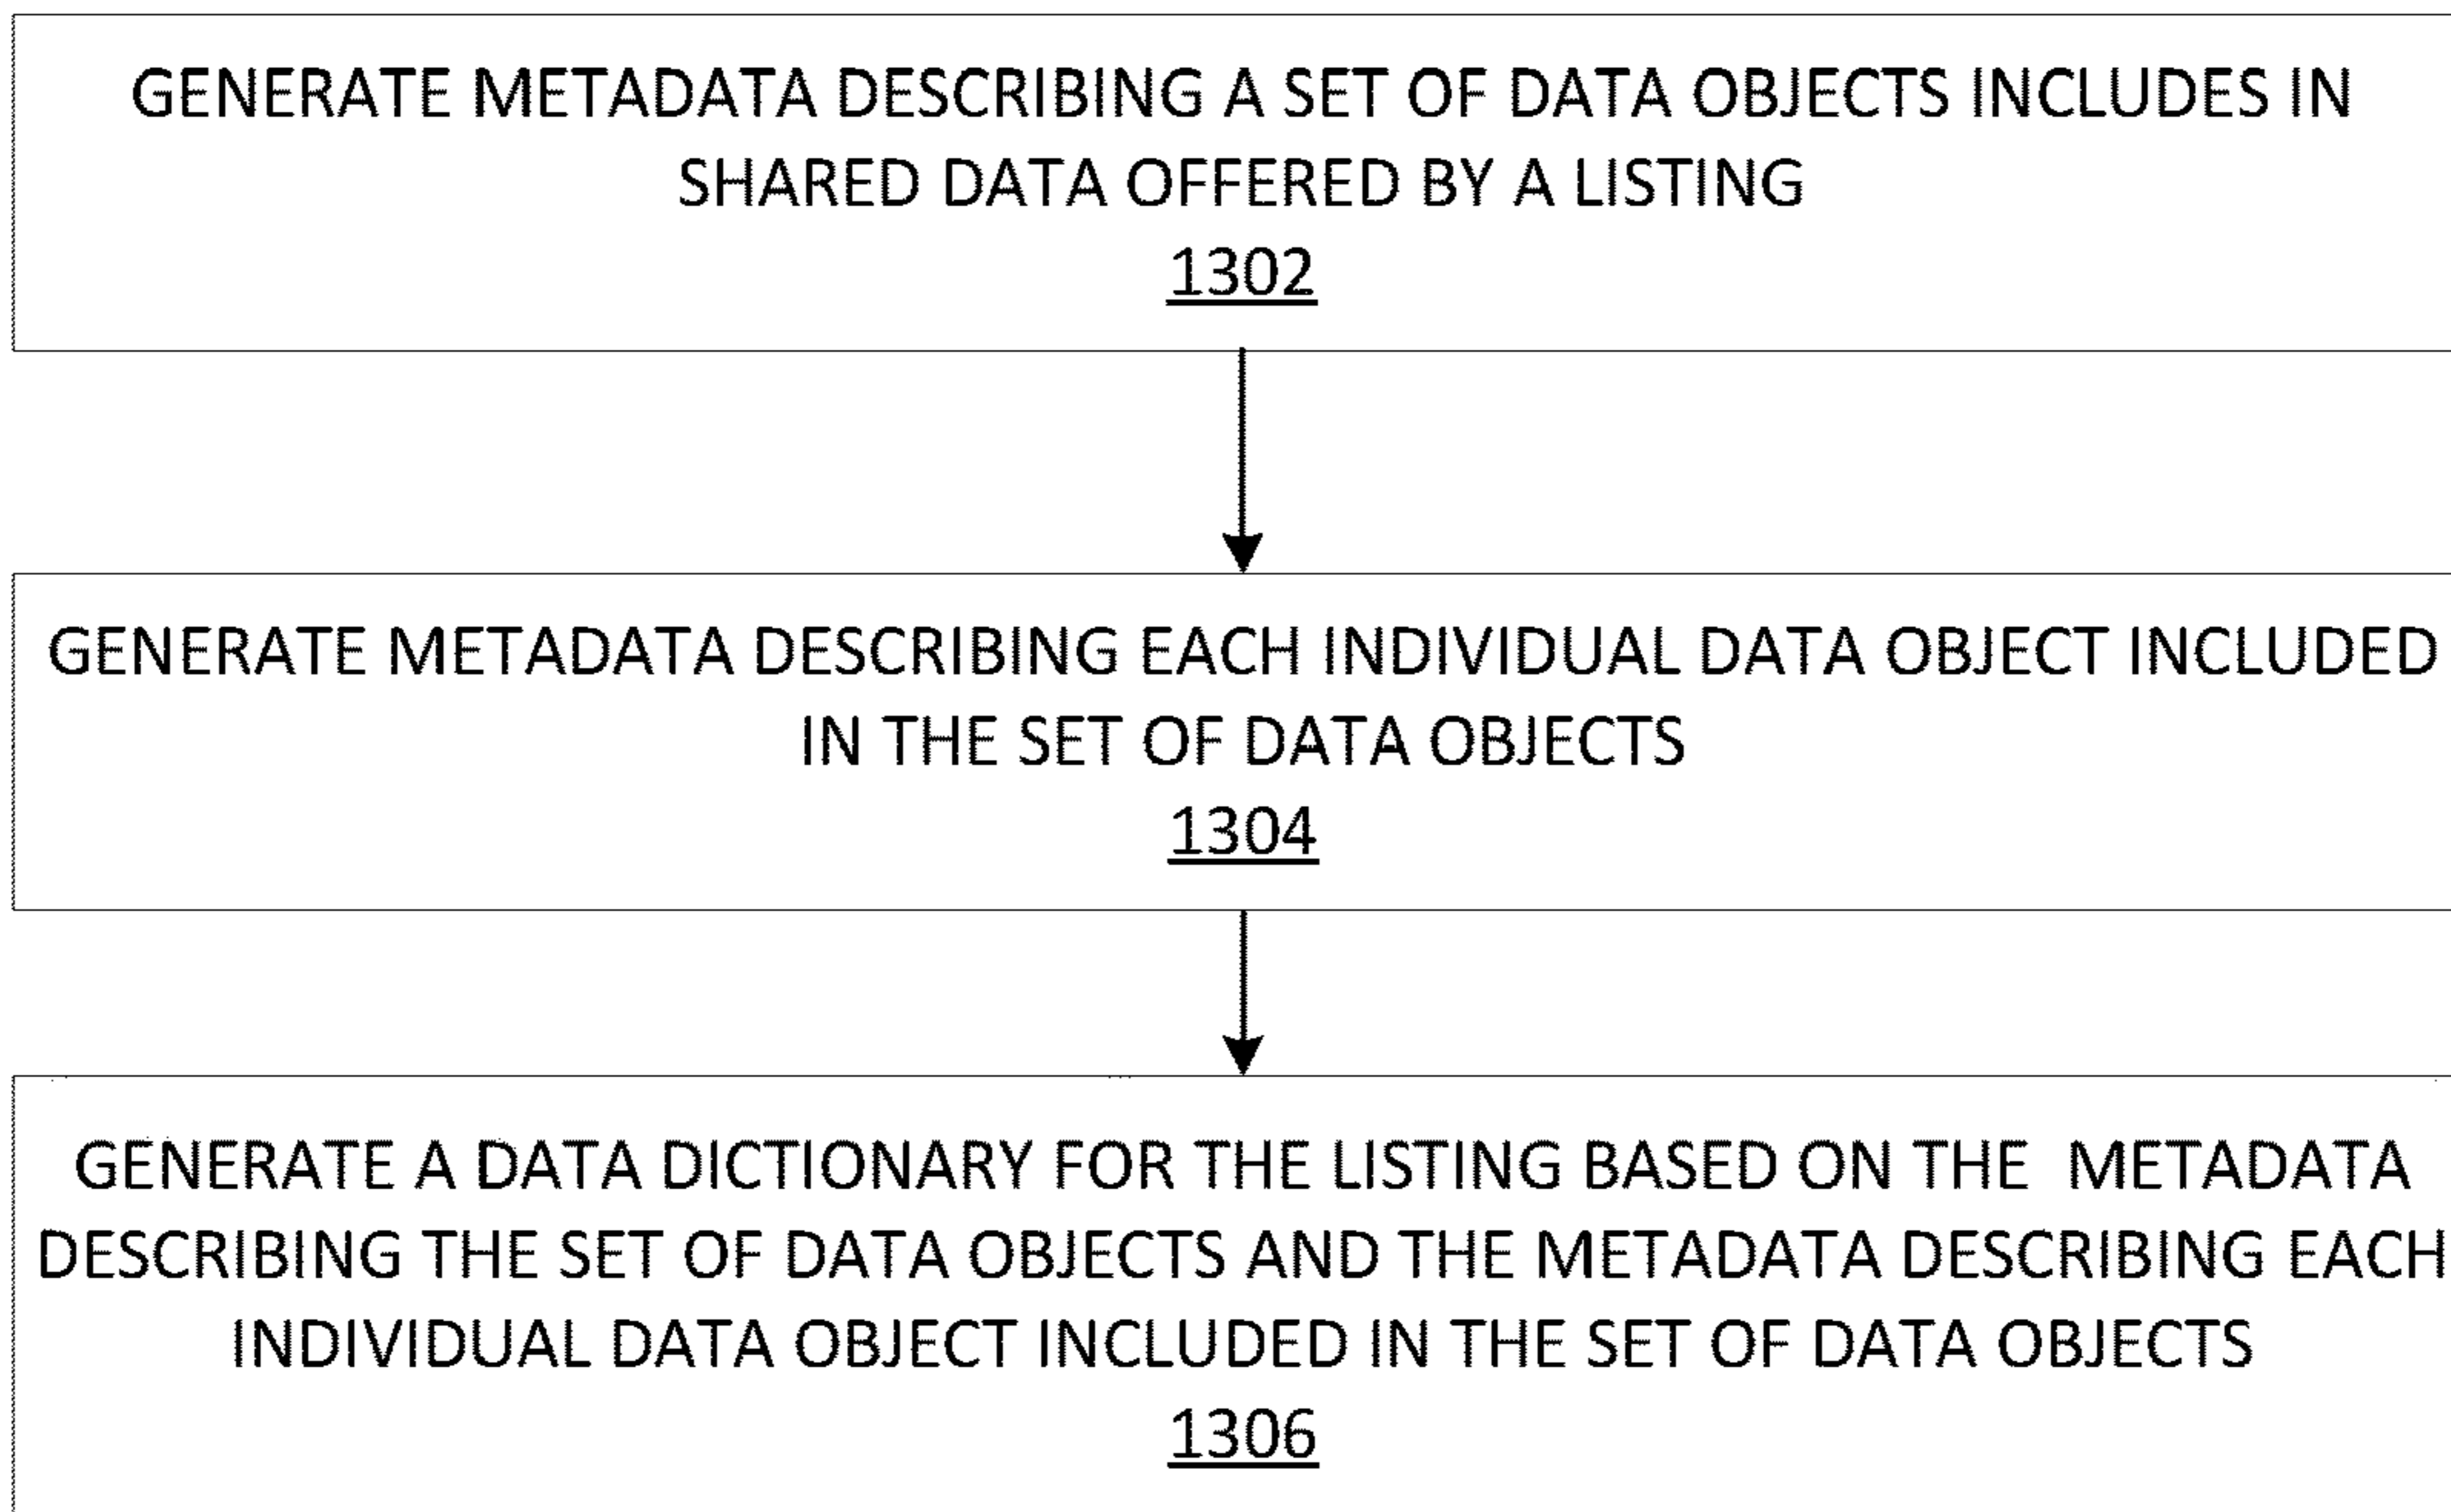 GENERATE METADATA DESCRIBING A SET OF DATA OBJECTS INCLUDES IN
SHARED DATA OFFERED BY A LISTING
1302
GENERATE METADATA DESCRIBING EACH INDIVIDUAL DATA OBJECT INCLUDED
IN THE SET OF DATA OBJECTS
1304
GENERATE A DATA DICTIONARY FOR THE LISTING BASED ON THE METADATA
DESCRIBING THE SET OF DATA OBJECTS AND THE METADATA DESCRIBING EACH
INDIVIDUAL DATA OBJECT INCLUDED IN THE SET OF DATA OBJECTS
1306